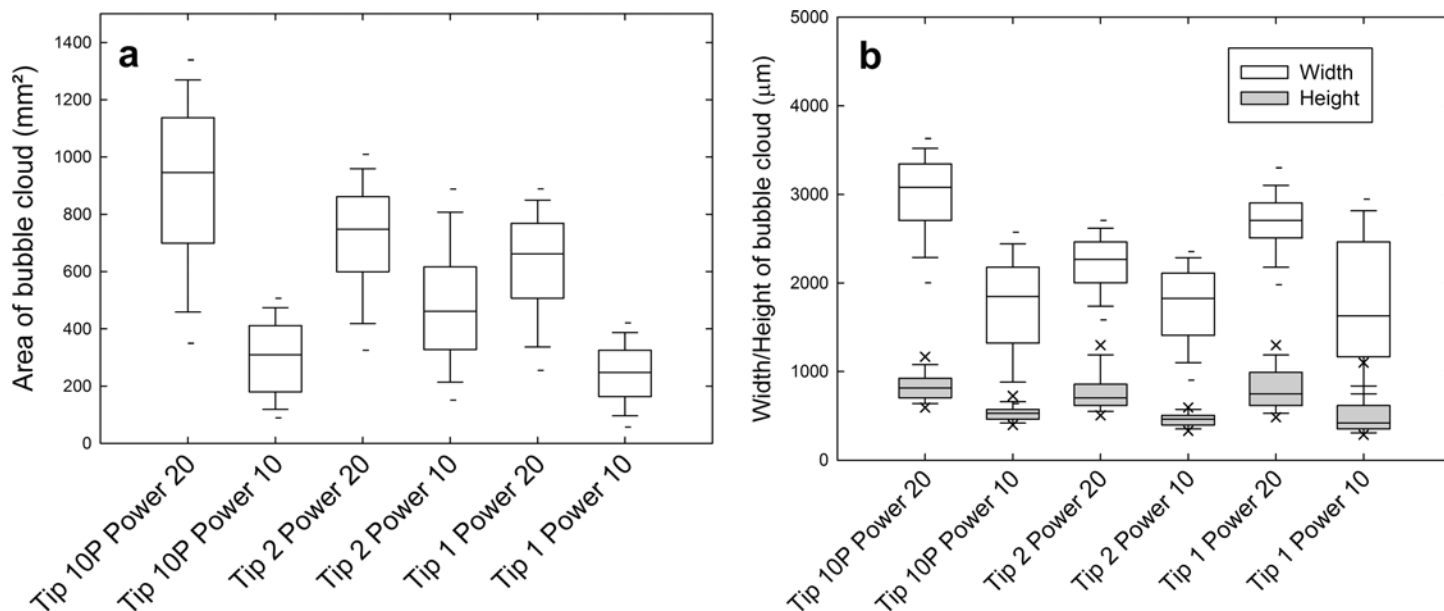 a
Area of bubble cloud (mm²)
1400
1200
1000
800
600
400
200
0
Tip 10P Power 20
Tip 10P Power 10
Tip 2 Power 20
Tip 2 Power 10
Tip 1 Power 20
Tip 1 Power 10
b
Width/Height of bubble cloud (μm)
5000
4000
3000
2000
1000
0
Width
Height
Tip 10P Power 20
Tip 10P Power 10
Tip 2 Power 20
Tip 2 Power 10
Tip 1 Power 20
Tip 1 Power 10